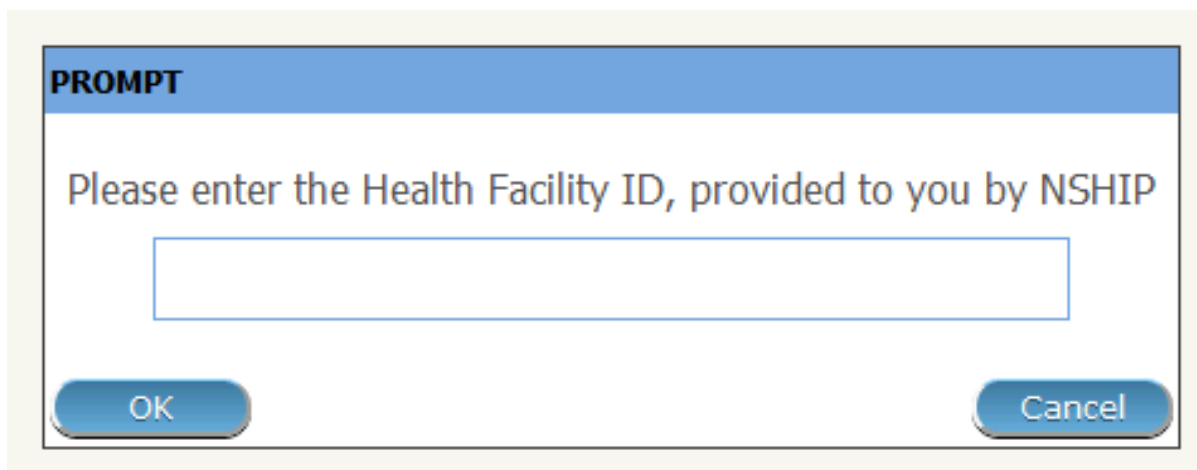 PROMPT
Please enter the Health Facility ID, provided to you by NSHIP
OK
Cancel